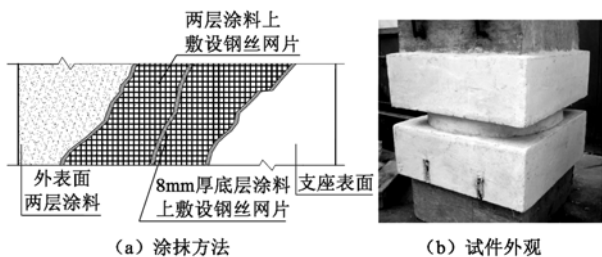 两层涂料上
敷设钢丝网片
外表面
两层涂料
8mm厚底层涂料
上敷设钢丝网片
支座表面
(a) 涂抹方法
(b) 试件外观